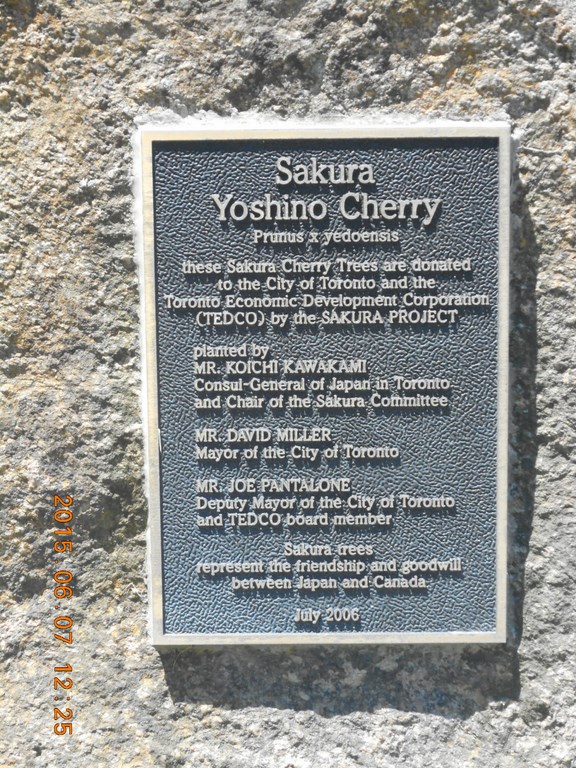 Sakura
Yoshino Cherry
Prunus x yedoensis
these Sakura Cherry Trees are donated
to the City of Toronto and the
Toronto Economic Development Corporation
(TEDCO) by the SAKURA PROJECT
planted by
MR. KOICHI KAWAKAMI
Consul-General of Japan in Toronto
and Chair of the Sakura Committee
MR. DAVID MILLER
Mayor of the City of Toronto
MR. JOE PANTALONE
Deputy Mayor of the City of Toronto
and TEDCO board member
Sakura trees
represent the friendship and goodwill
between Japan and Canada
July 2006
2015 06 07 12:25